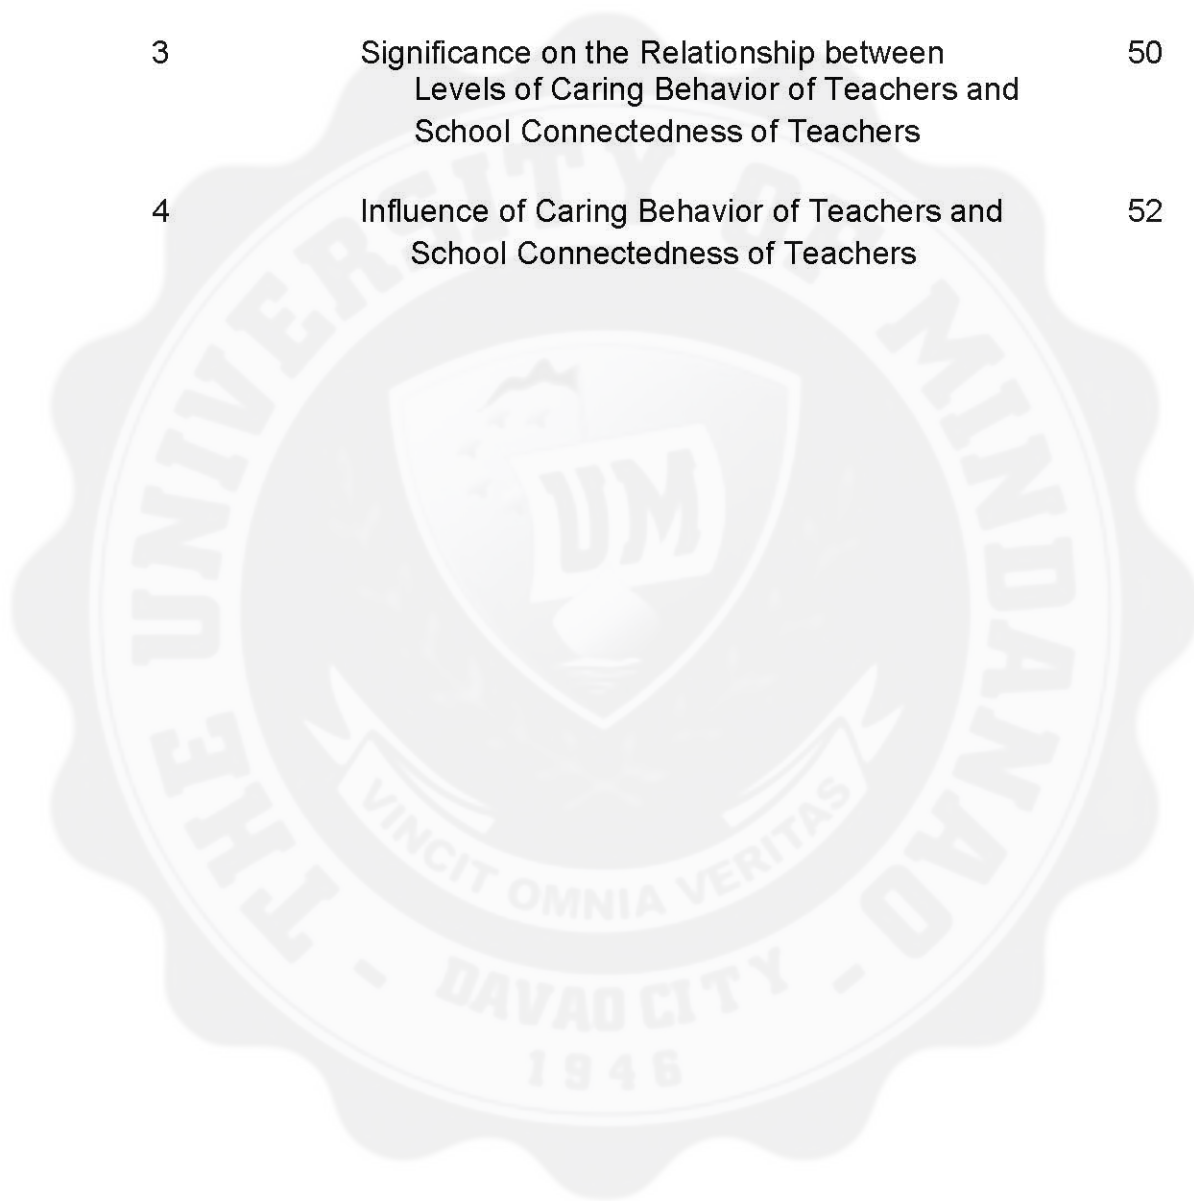 3 Significance on the Relationship between 50
Levels of Caring Behavior of Teachers and
School Connectedness of Teachers
4 Influence of Caring Behavior of Teachers and 52
School Connectedness of Teachers
THE UNIVERSITY OF MINDANAO
UM
VINCIT OMNIA VERITAS
- DAVAO CITY -
1946